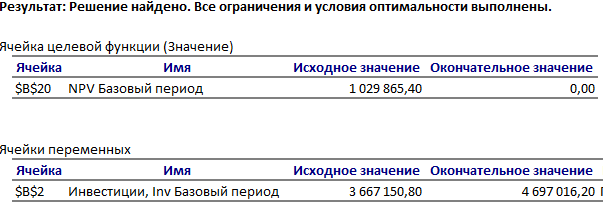 Результат: Решение найдено. Все ограничения и условия оптимальности выполнены.
Ячейка целевой функции (Значение)
Ячейка Имя Исходное значение Окончательное значение
$B$20 NPV Базовый период 1 029 865,40 0,00
Ячейки переменных
Ячейка Имя Исходное значение Окончательное значение
$B$2 Инвестиции, Inv Базовый период 3 667 150,80 4 697 016,20